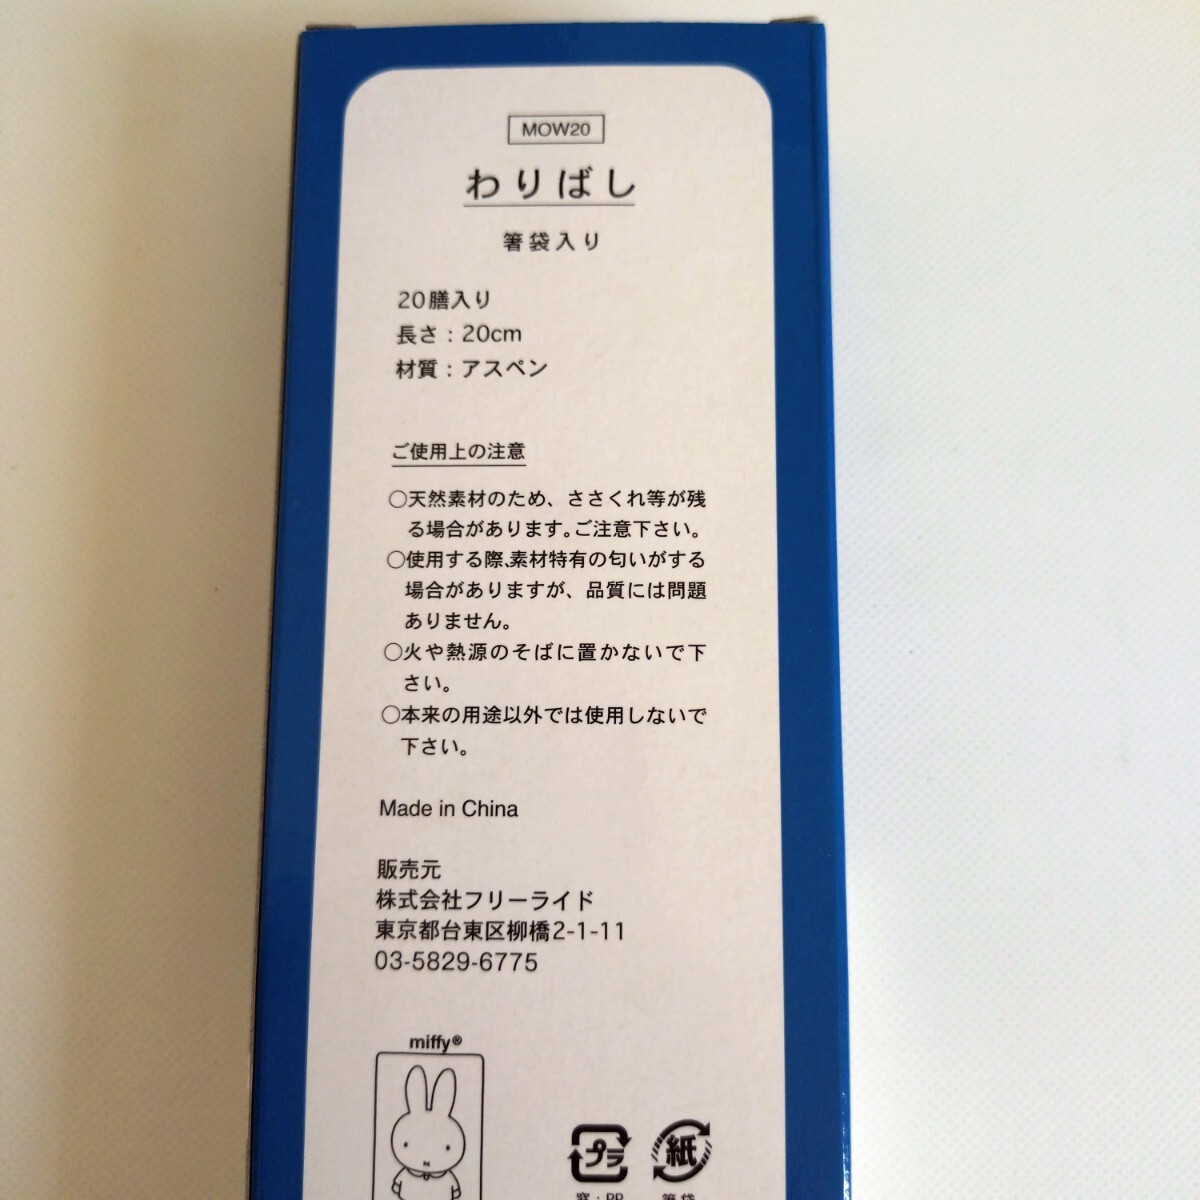 MOW20
わりばし
箸袋入り
20膳入り
長さ：20cm
材質：アスペン
ご使用上の注意
○天然素材のため、ささくれ等が残
る場合があります。ご注意下さい。
○使用する際、素材特有の匂いがする
場合がありますが、品質には問題
ありません。
○火や熱源のそばに置かないで下
さい。
○本来の用途以外では使用しないで
下さい。
Made in China
販売元
株式会社フリーライド
東京都台東区柳橋2-1-11
03-5829-6775
miffy®
プラ
紙
窓：PP
箸袋